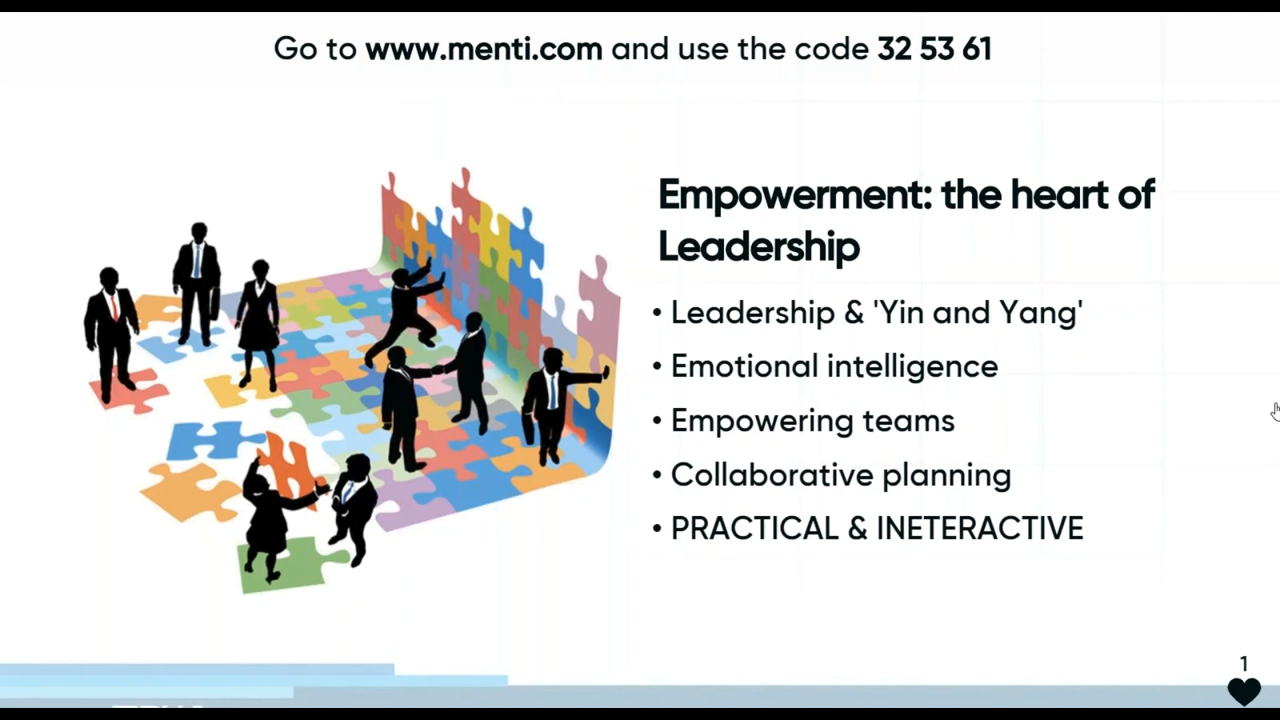 Go to www.menti.com and use the code 32 53 61
Empowerment: the heart of
Leadership
• Leadership & 'Yin and Yang'
• Emotional intelligence
• Empowering teams
• Collaborative planning
• PRACTICAL & INETERACTIVE
1